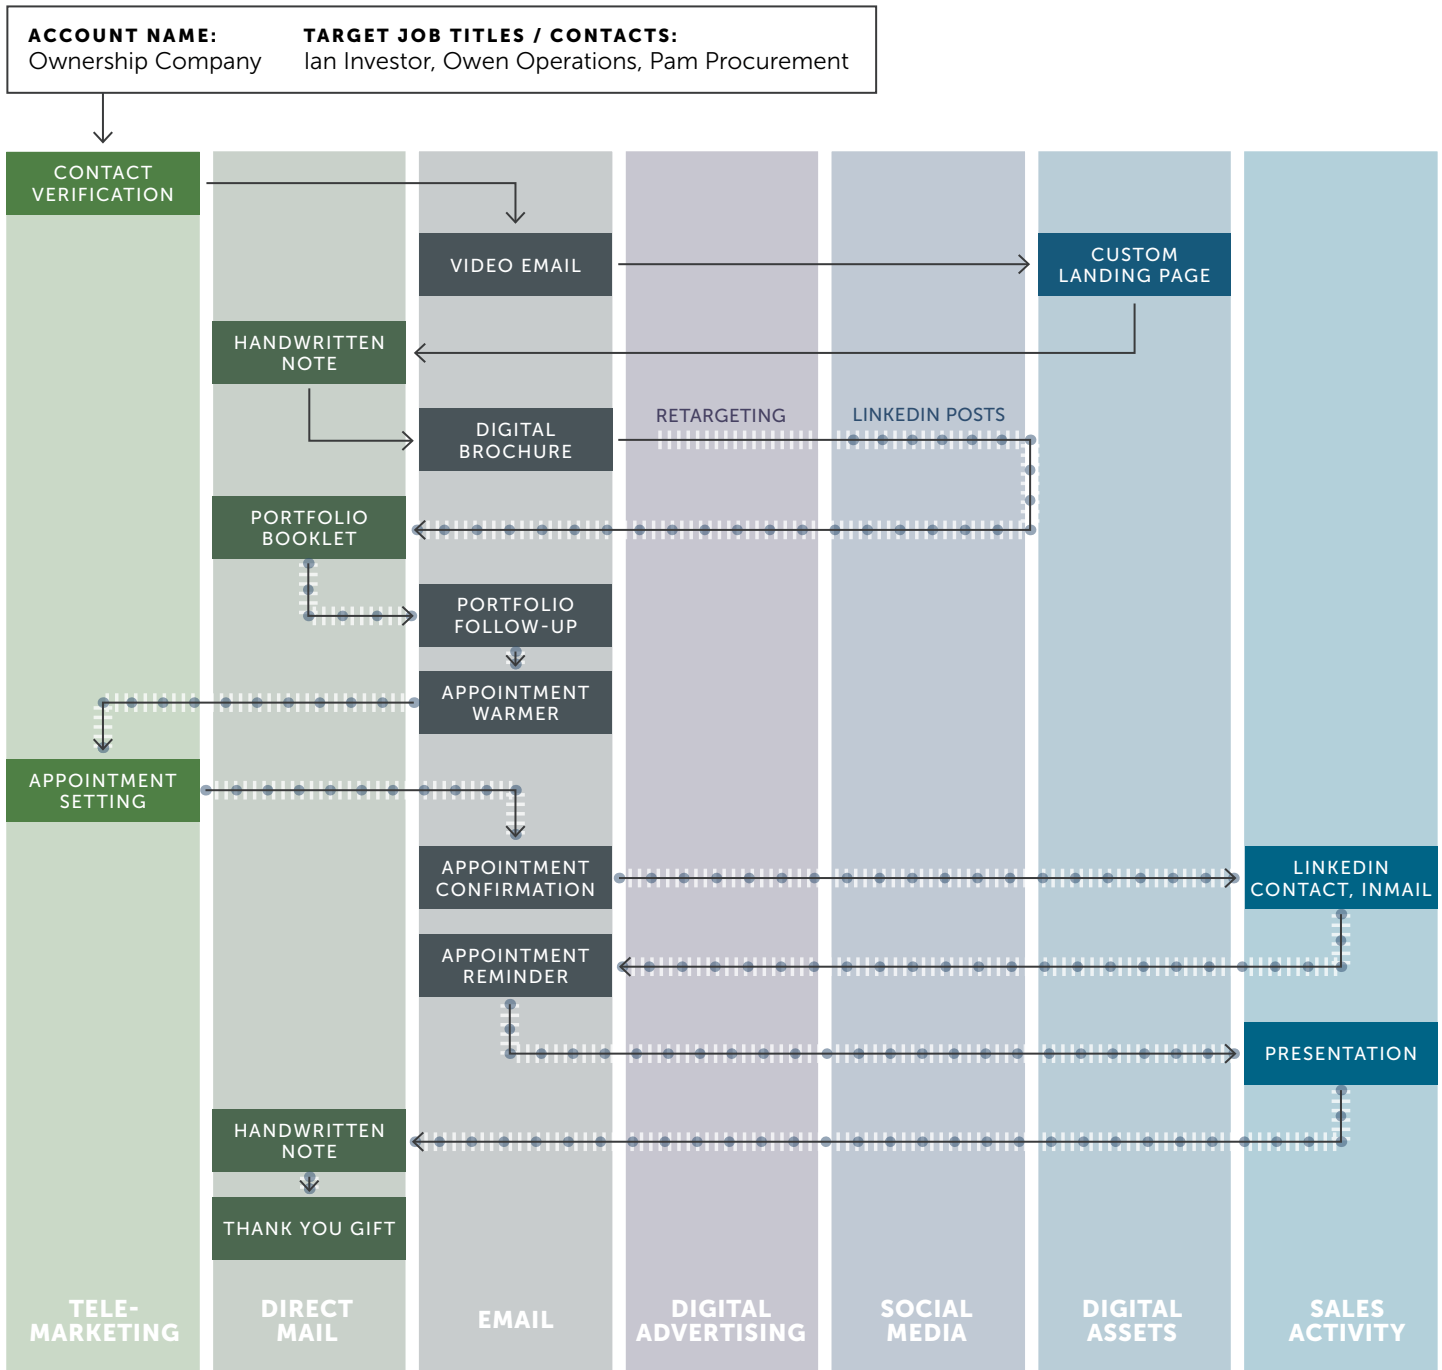 ACCOUNT NAME:
Ownership Company
TARGET JOB TITLES / CONTACTS:
Ian Investor, Owen Operations, Pam Procurement
CONTACT
VERIFICATION
VIDEO EMAIL
CUSTOM
LANDING PAGE
HANDWRITTEN
NOTE
DIGITAL
BROCHURE
RETARGETING
LINKEDIN POSTS
PORTFOLIO
BOOKLET
PORTFOLIO
FOLLOW-UP
APPOINTMENT
WARMER
APPOINTMENT
SETTING
APPOINTMENT
CONFIRMATION
LINKEDIN
CONTACT, INMAIL
APPOINTMENT
REMINDER
PRESENTATION
HANDWRITTEN
NOTE
THANK YOU GIFT
TELE-
MARKETING
DIRECT
MAIL
EMAIL
DIGITAL
ADVERTISING
SOCIAL
MEDIA
DIGITAL
ASSETS
SALES
ACTIVITY